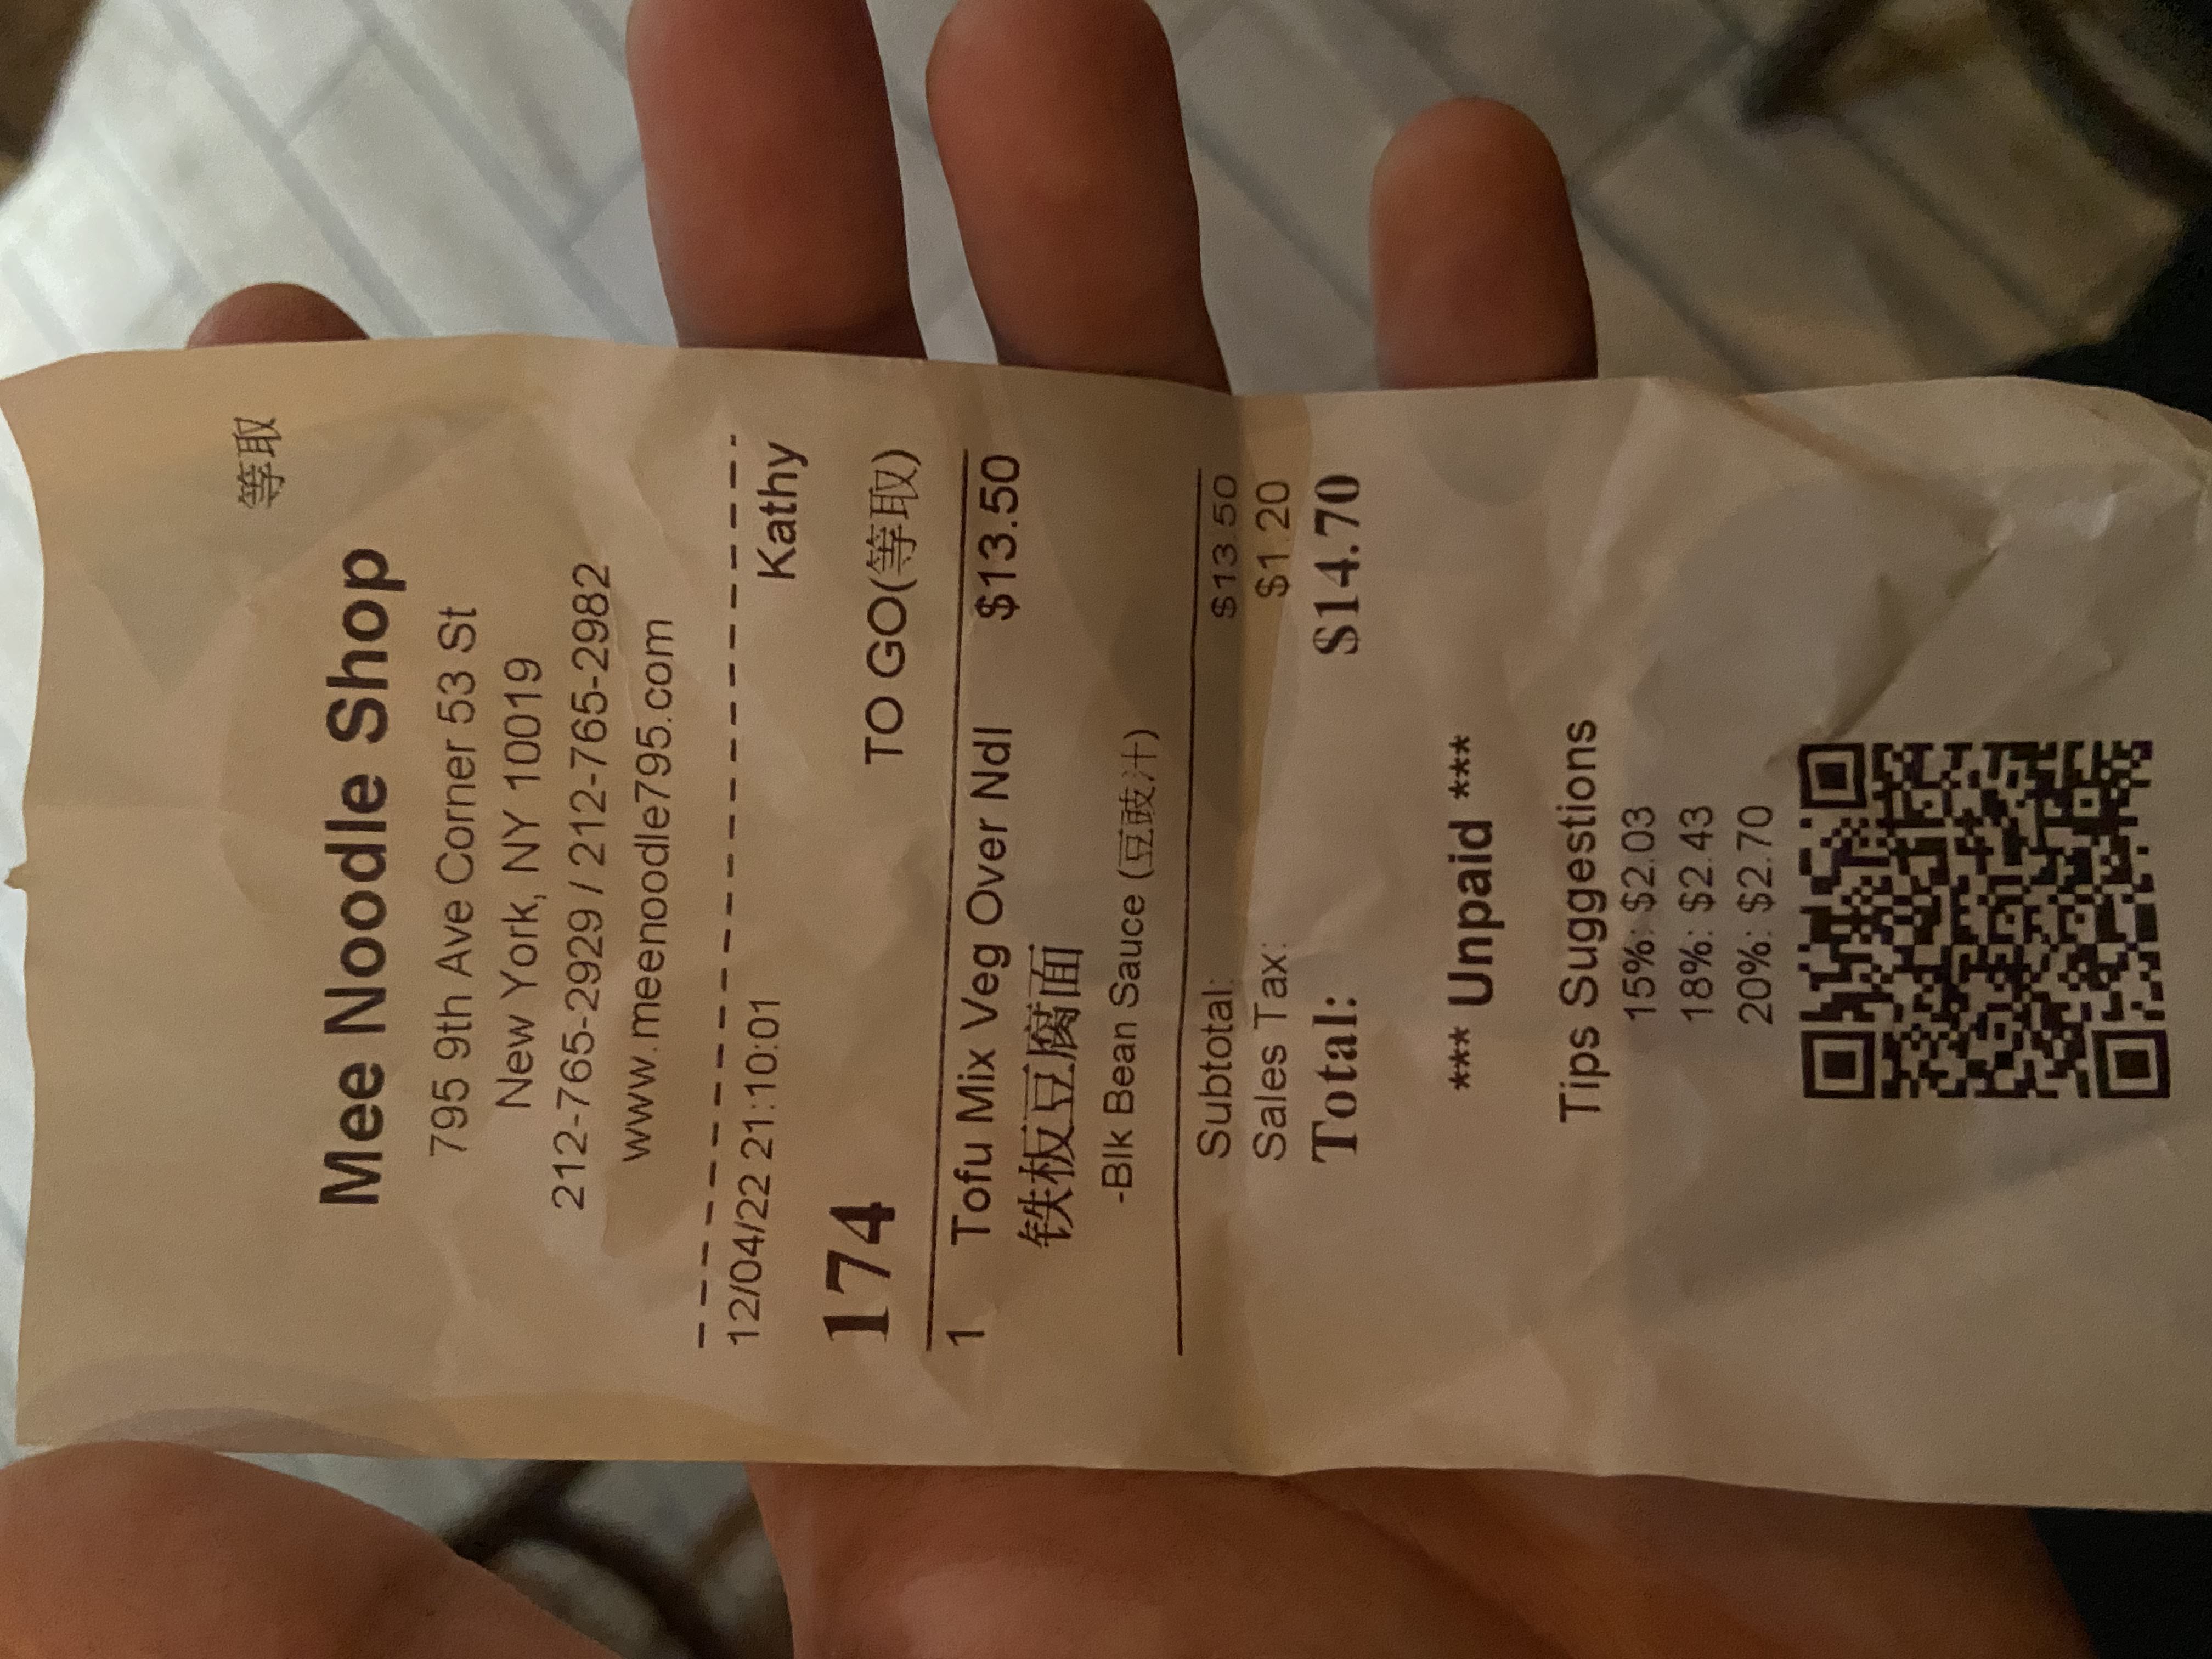 等取
Mee Noodle Shop
795 9th Ave Corner 53 St
New York, NY 10019
212-765-2929 / 212-765-2982
www.meenoodle795.com
12/04/22 21:10:01 Kathy
174 TO GO(等取)
1 Tofu Mix Veg Over Ndl $13.50
铁板豆腐面
-Blk Bean Sauce (豆豉汁)
Subtotal: $13.50
Sales Tax: $1.20
Total: $14.70
*** Unpaid ***
Tips Suggestions
15%: $2.03
18%: $2.43
20%: $2.70